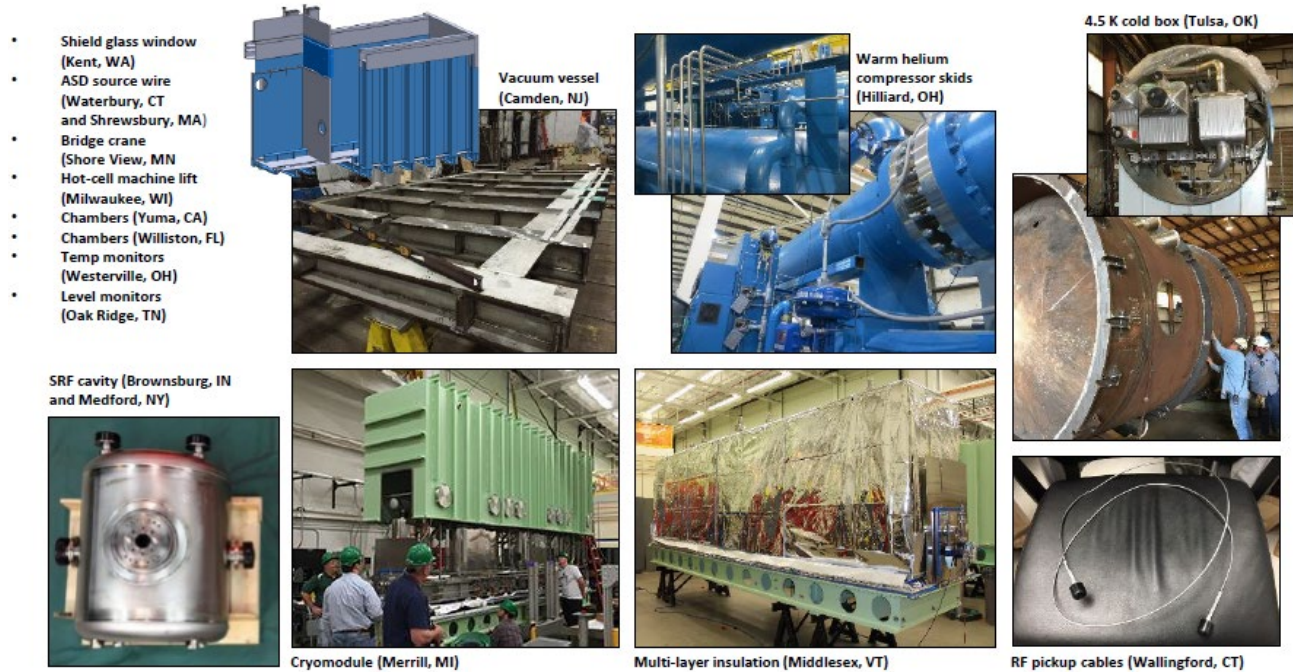 • Shield glass window
(Kent, WA)
• ASD source wire
(Waterbury, CT
and Shrewsbury, MA)
• Bridge crane
(Shore View, MN
• Hot-cell machine lift
(Milwaukee, WI)
• Chambers (Yuma, CA)
• Chambers (Williston, FL)
• Temp monitors
(Westerville, OH)
• Level monitors
(Oak Ridge, TN)
Vacuum vessel
(Camden, NJ)
Warm helium
compressor skids
(Hilliard, OH)
4.5 K cold box (Tulsa, OK)
SRF cavity (Brownsburg, IN
and Medford, NY)
Cryomodule (Merrill, MI)
Multi-layer insulation (Middlesex, VT)
RF pickup cables (Wallingford, CT)